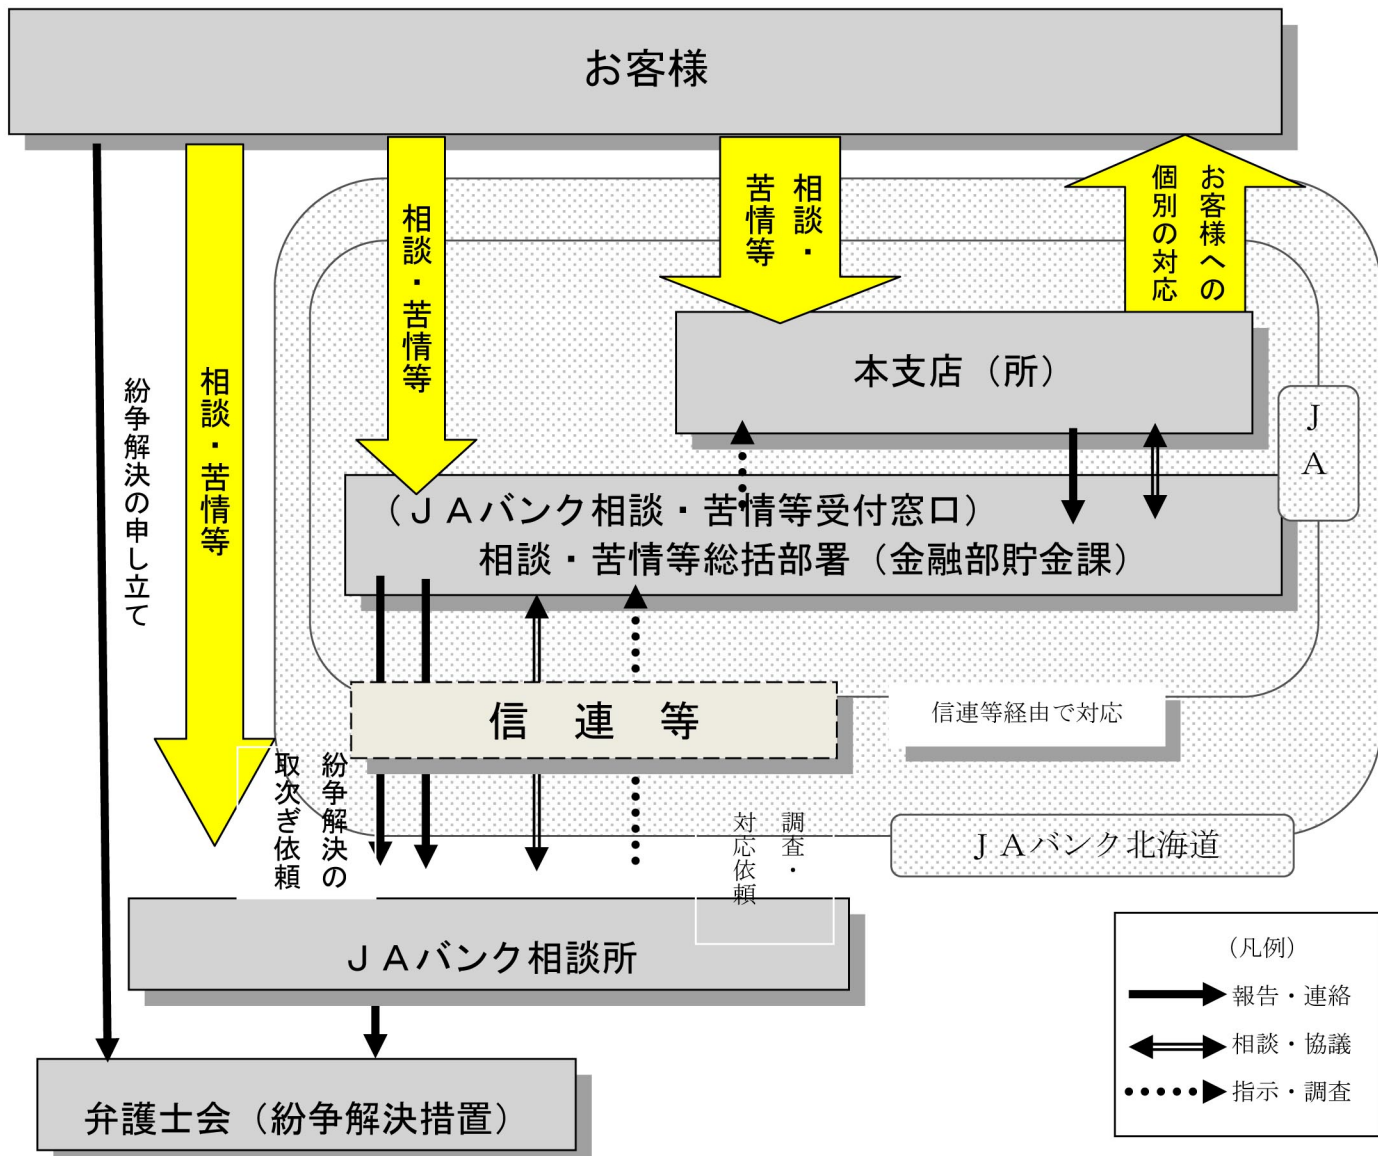 お客様
相談・
苦情等
お客様への
個別の対応
相談・苦情等
相談・苦情等
紛争解決の申し立て
本支店（所）
ＪＡ
（ＪＡバンク相談・苦情等受付窓口）
相談・苦情等総括部署（金融部貯金課）
信　連　等
信連等経由で対応
紛争解決の
取次ぎ依頼
調査・
対応依頼
ＪＡバンク北海道
ＪＡバンク相談所
弁護士会（紛争解決措置）
（凡例）
報告・連絡
相談・協議
指示・調査